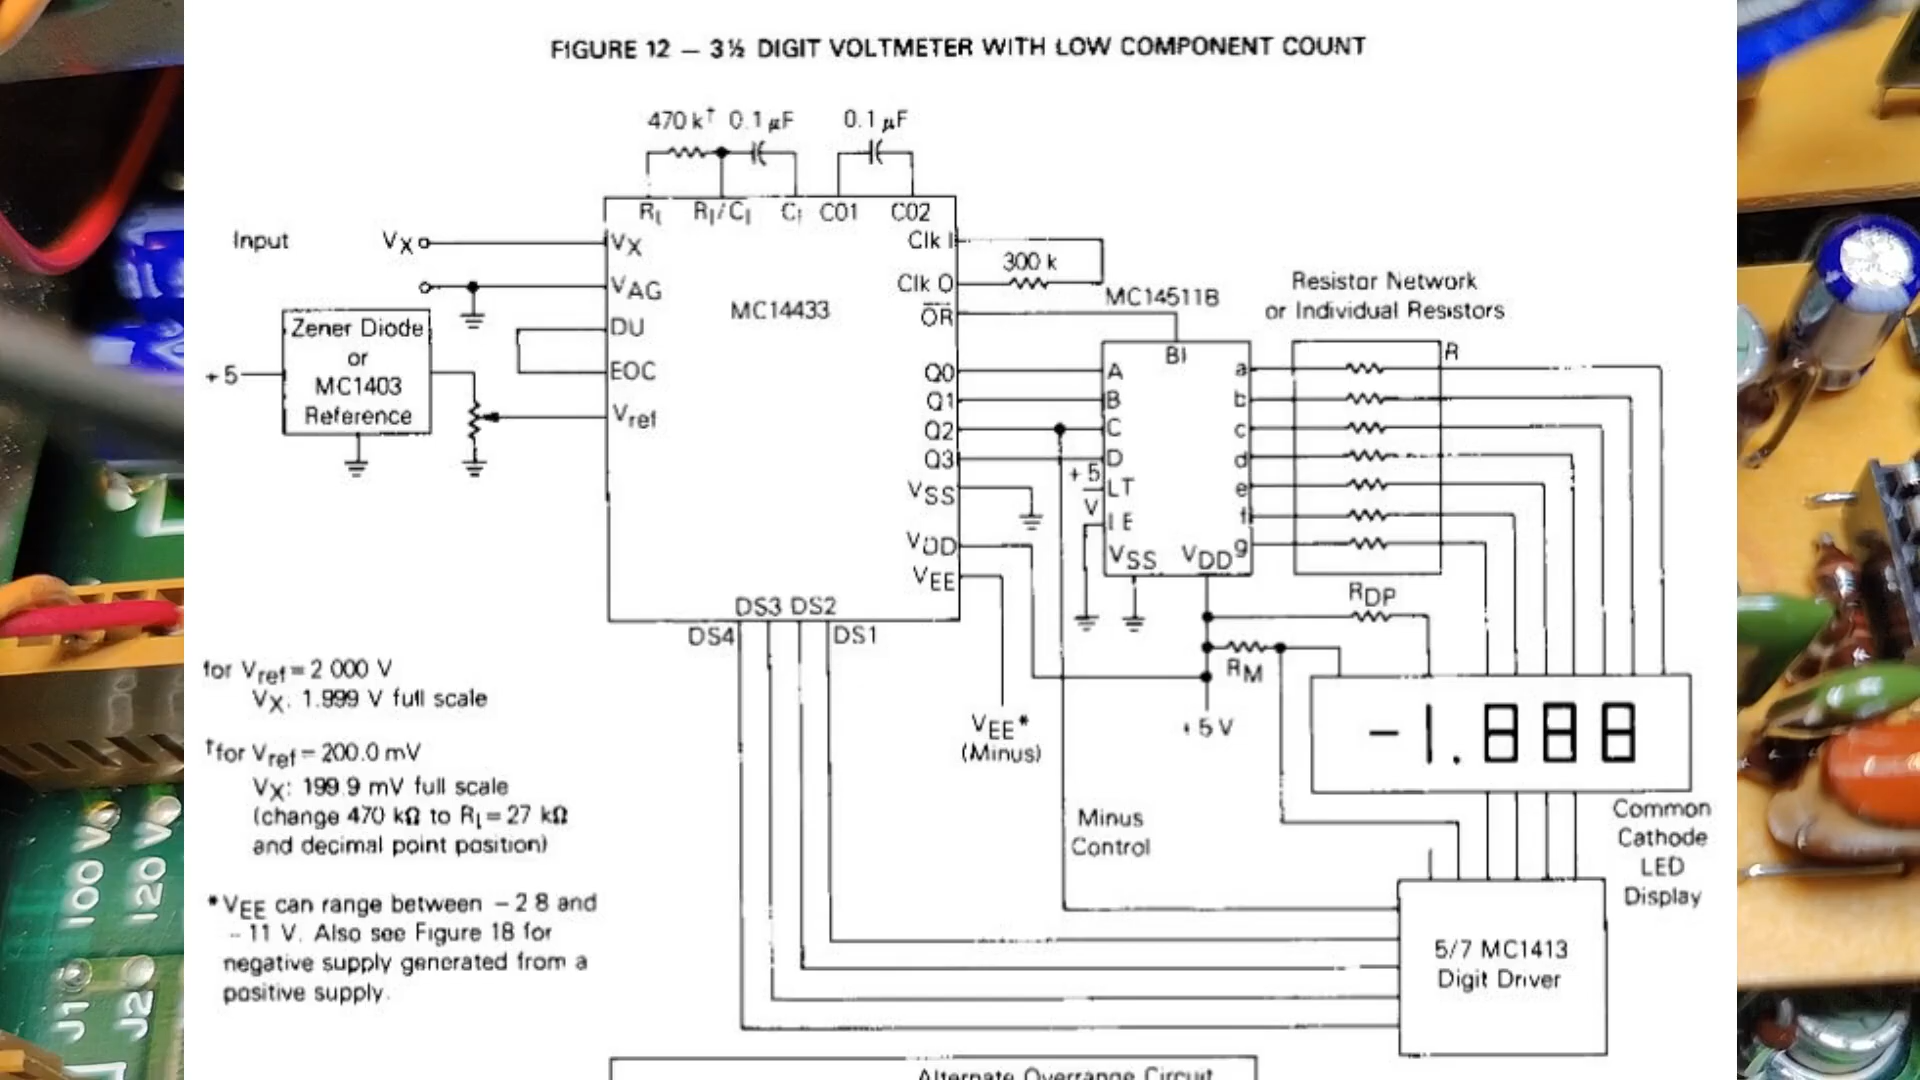 FIGURE 12 — 3½ DIGIT VOLTMETER WITH LOW COMPONENT COUNT
470 k† 0.1 µF 0.1 µF
RI RI/CI CI CO1 CO2
Input VX VX Clk I
300 k
VAG Clk O
MC14433
OR
MC14511B
Resistor Network
or Individual Resistors
R
Zener Diode
or
MC1403
Reference
+5
DU
EOC
Vref
BI
Q0 A a
Q1 B b
Q2 C c
Q3 D d
+5
V
LT e
IE f
g
VSS
VDD
VEE
VSS VDD
DS3 DS2
DS4 DS1
RDP
RM
+5 V
VEE*
(Minus)
for Vref = 2 000 V
VX: 1.999 V full scale
†for Vref = 200.0 mV
VX: 199.9 mV full scale
(change 470 kΩ to RI = 27 kΩ
and decimal point position)
*VEE can range between −2 8 and
−11 V. Also see Figure 18 for
negative supply generated from a
positive supply.
−1.888
Minus
Control
Common
Cathode
LED
Display
5/7 MC1413
Digit Driver
Alternate Overrange Circuit
100 V
120 V
J1
J2